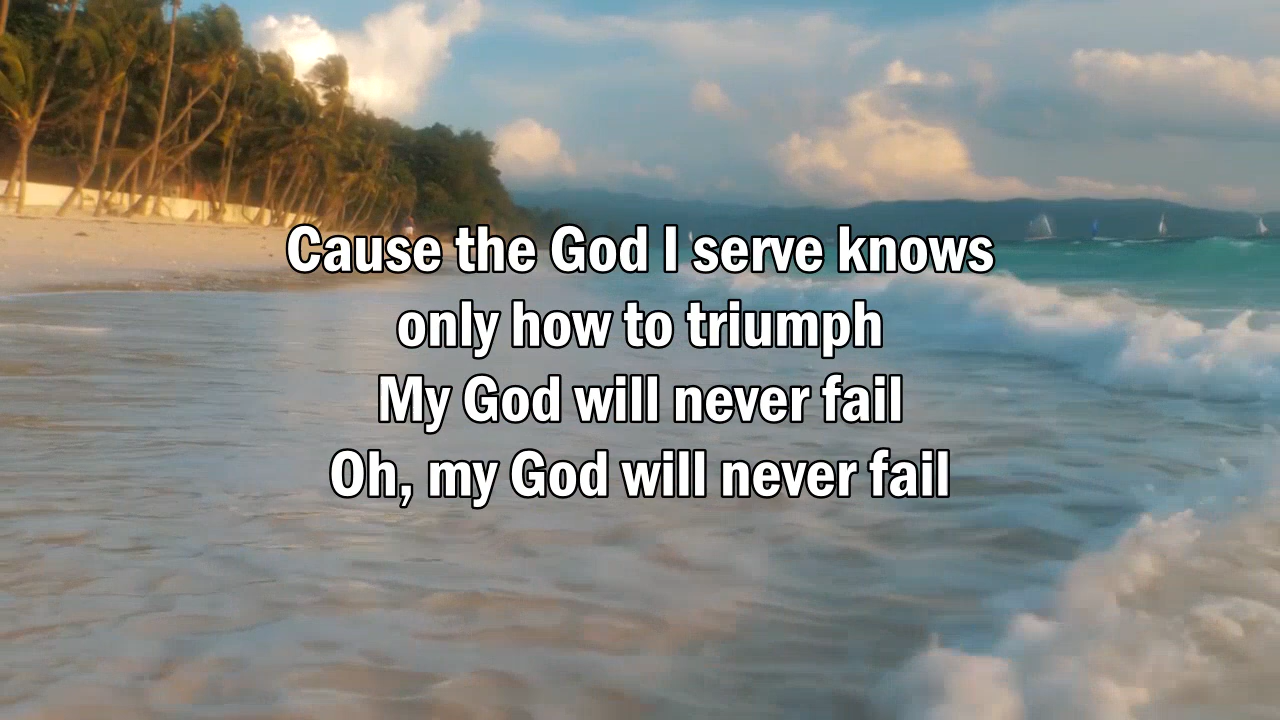 Cause the God I serve knows
only how to triumph
My God will never fail
Oh, my God will never fail